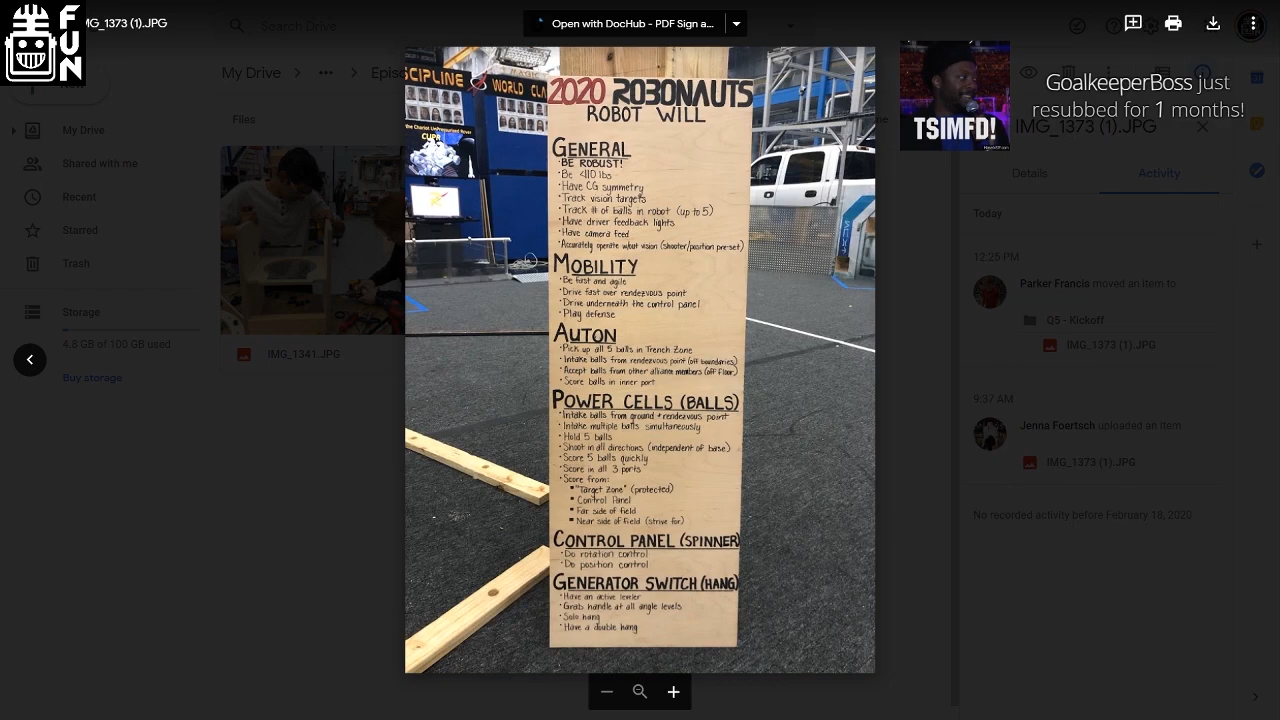 FUN
IMG_1373 (1).JPG
Search Drive
Open with DocHub - PDF Sign a...
My Drive
Episo
My Drive
Shared with me
Recent
Starred
Trash
Storage
4.8 GB of 100 GB used
Buy storage
Files
IMG_1341.JPG
SCIPLINE
WORLD CLA
the Chariot Unpressurized Rover
2020 ROBONAUTS
ROBOT WILL
GENERAL
• BE ROBUST!
• Be <110 lbs
• Have CG symmetry
• Track vision targets
• Track # of balls in robot (up to 5)
• Have driver feedback lights
• Have camera feed
• Accurately operate w/out vision (shooter/position pre-set)
MOBILITY
• Be fast and agile
• Drive fast over rendezvous point
• Drive underneath the control panel
• Play defense
AUTON
• Pick up all 5 balls in Trench Zone
• Intake balls from rendezvous point (off boundaries)
• Accept balls from other alliance members (off floor)
• Score balls in inner port
POWER CELLS (BALLS)
• Intake balls from ground + rendezvous point
• Intake multiple balls simultaneously
• Hold 5 balls
• Shoot in all directions (independent of base)
• Score 5 balls quickly
• Score in all 3 ports
• Score from:
▪ "Target Zone" (protected)
▪ Control Panel
▪ Far side of field
▪ Near side of field (strive for)
CONTROL PANEL (SPINNER)
• Do rotation control
• Do position control
GENERATOR SWITCH (HANG)
• Have an active leveler
• Grab handle at all angle levels
• Solo hang
• Have a double hang
TSIMFD!
GoalkeeperBoss just
resubbed for 1 months!
IMG_1373 (1).JPG
Details
Activity
Today
12:25 PM
Parker Francis moved an item to
Q5 - Kickoff
IMG_1373 (1).JPG
9:37 AM
Jenna Foertsch uploaded an item
IMG_1373 (1).JPG
No recorded activity before February 18, 2020